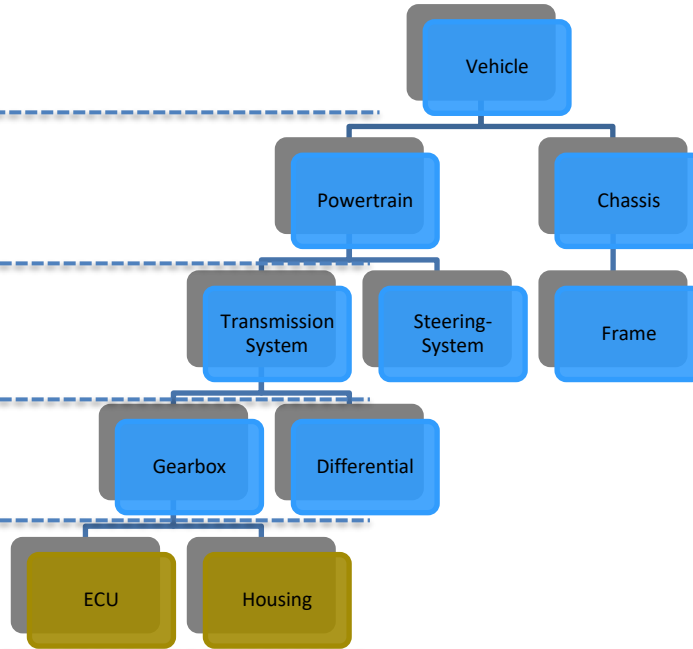 Vehicle
Powertrain
Chassis
Transmission
System
Steering-
System
Frame
Gearbox
Differential
ECU
Housing